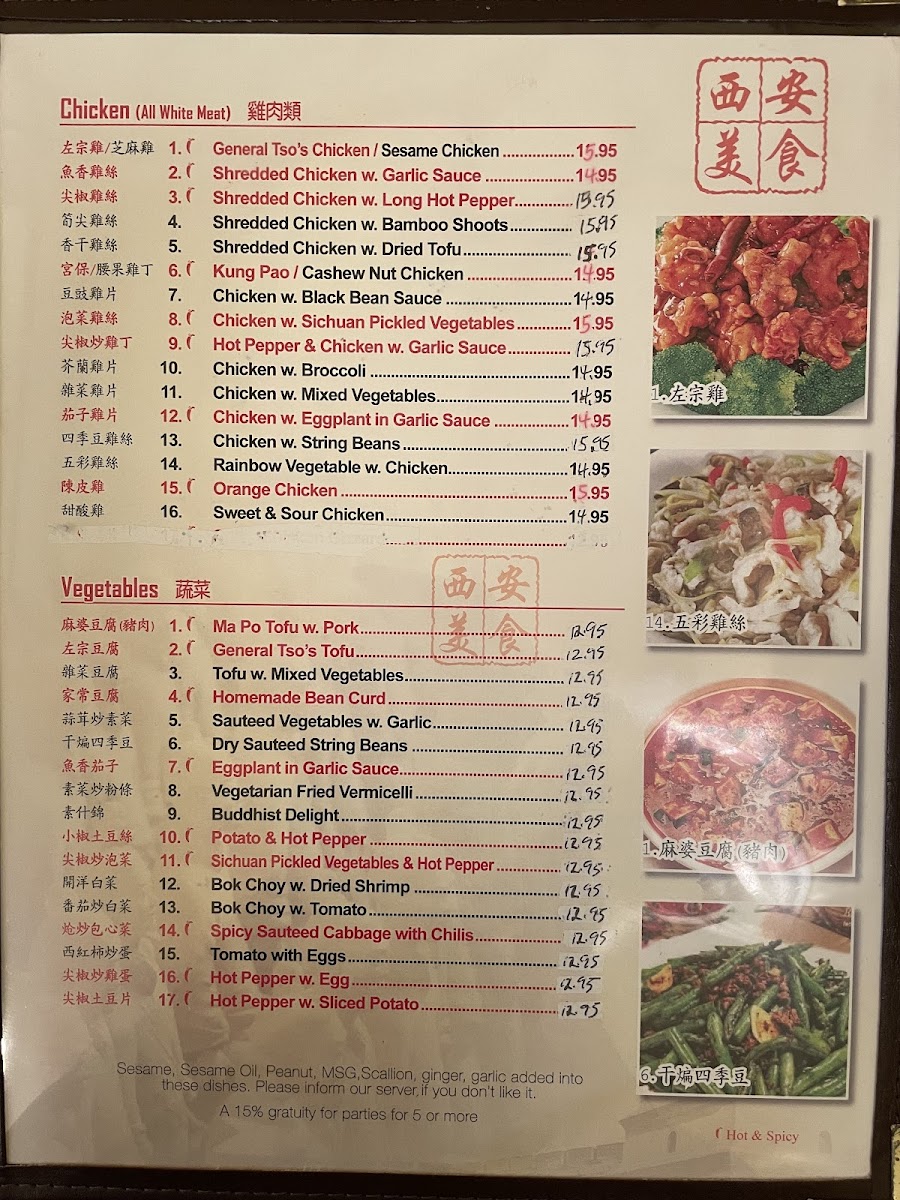 Chicken (All White Meat) 雞肉類
左宗雞/芝麻雞 1. General Tso's Chicken / Sesame Chicken ........ 15.95
魚香雞絲 2. Shredded Chicken w. Garlic Sauce ........ 14.95
尖椒雞絲 3. Shredded Chicken w. Long Hot Pepper........ 15.95
筍尖雞絲 4. Shredded Chicken w. Bamboo Shoots........ 15.95
香干雞絲 5. Shredded Chicken w. Dried Tofu........ 15.95
宮保/腰果雞丁 6. Kung Pao / Cashew Nut Chicken ........ 14.95
豆豉雞片 7. Chicken w. Black Bean Sauce ........ 14.95
泡菜雞絲 8. Chicken w. Sichuan Pickled Vegetables........ 15.95
尖椒炒雞丁 9. Hot Pepper & Chicken w. Garlic Sauce........ 15.95
芥蘭雞片 10. Chicken w. Broccoli ........ 14.95
雜菜雞片 11. Chicken w. Mixed Vegetables........ 14.95
茄子雞片 12. Chicken w. Eggplant in Garlic Sauce ........ 14.95
四季豆雞絲 13. Chicken w. String Beans ........ 15.95
五彩雞絲 14. Rainbow Vegetable w. Chicken........ 14.95
陳皮雞 15. Orange Chicken ........ 15.95
甜酸雞 16. Sweet & Sour Chicken........ 14.95
Vegetables 蔬菜
麻婆豆腐(豬肉) 1. Ma Po Tofu w. Pork........ 12.95
左宗豆腐 2. General Tso's Tofu........ 12.95
雜菜豆腐 3. Tofu w. Mixed Vegetables........ 12.95
家常豆腐 4. Homemade Bean Curd ........ 12.95
蒜茸炒素菜 5. Sauteed Vegetables w. Garlic........ 12.95
干煸四季豆 6. Dry Sauteed String Beans ........ 12.95
魚香茄子 7. Eggplant in Garlic Sauce........ 12.95
素菜炒粉條 8. Vegetarian Fried Vermicelli ........ 12.95
素什錦 9. Buddhist Delight ........ 12.95
小椒土豆絲 10. Potato & Hot Pepper ........ 12.95
尖椒炒泡菜 11. Sichuan Pickled Vegetables & Hot Pepper ........ 12.95
開洋白菜 12. Bok Choy w. Dried Shrimp ........ 12.95
番茄炒白菜 13. Bok Choy w. Tomato ........ 12.95
炝炒包心菜 14. Spicy Sauteed Cabbage with Chilis........ 12.95
西紅柿炒蛋 15. Tomato with Eggs........ 12.95
尖椒炒雞蛋 16. Hot Pepper w. Egg ........ 12.95
尖椒土豆片 17. Hot Pepper w. Sliced Potato ........ 12.95
Sesame, Sesame Oil, Peanut, MSG,Scallion, ginger, garlic added into
these dishes. Please inform our server,if you don't like it.
A 15% gratuity for parties for 5 or more
西安
美食
西安
美食
1.左宗雞
14.五彩雞絲
1.麻婆豆腐(豬肉)
6.干煸四季豆
Hot & Spicy